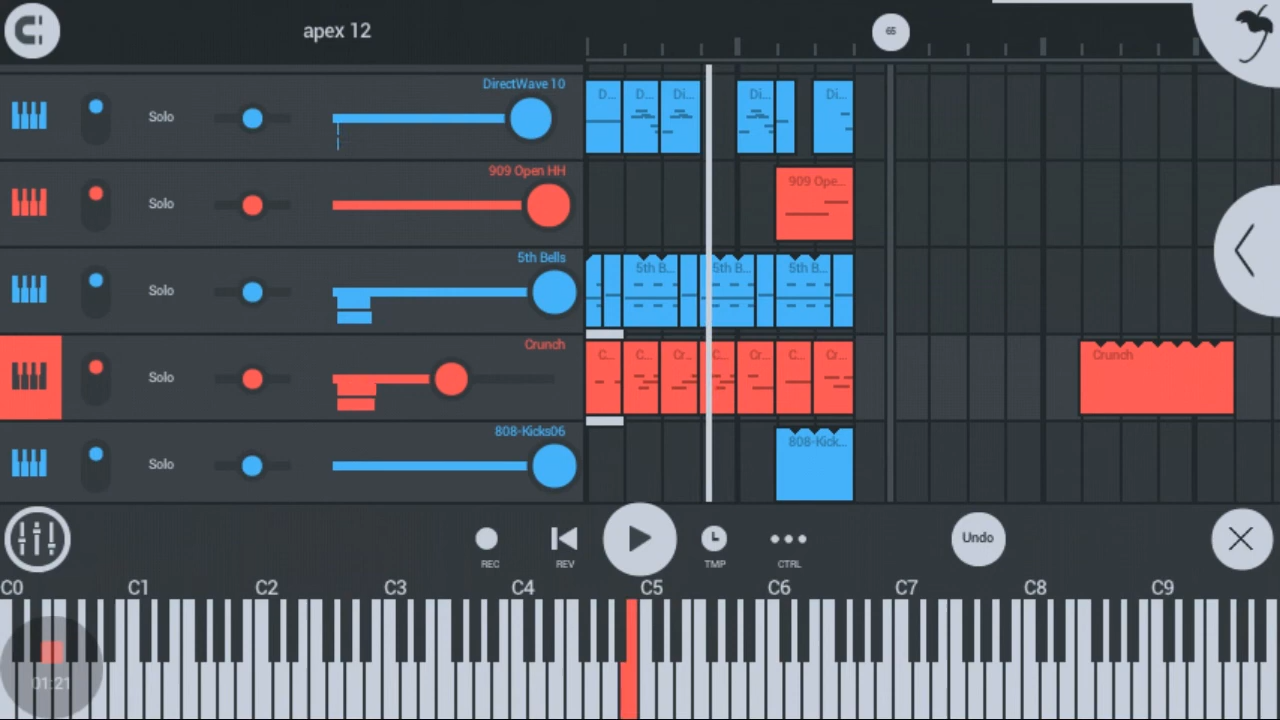 apex 12
65
DirectWave 10
Solo
D...
D...
Di...
Di...
Di...
909 Open HH
Solo
909 Ope...
5th Bells
Solo
5th B...
5th B...
5th B...
Crunch
Solo
C...
C...
Cr...
C...
Cr...
C...
Cr...
Crunch
808-Kicks06
Solo
808-Kick...
REC
REV
TMP
CTRL
Undo
C0 C1 C2 C3 C4 C5 C6 C7 C8 C9
01:21